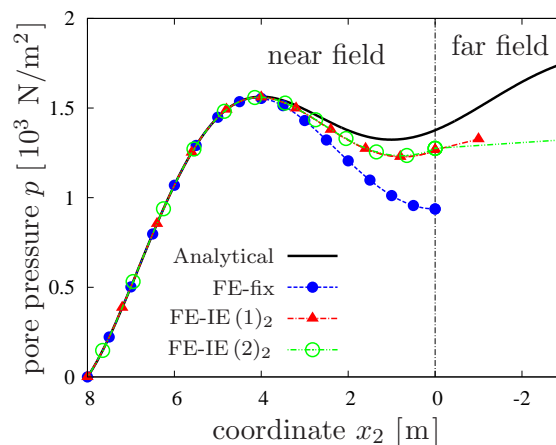 near field
far field
pore pressure p [10³ N/m²]
2
1.5
1
0.5
0
Analytical
FE-fix
FE-IE (1)₂
FE-IE (2)₂
8 6 4 2 0 -2
coordinate x₂ [m]